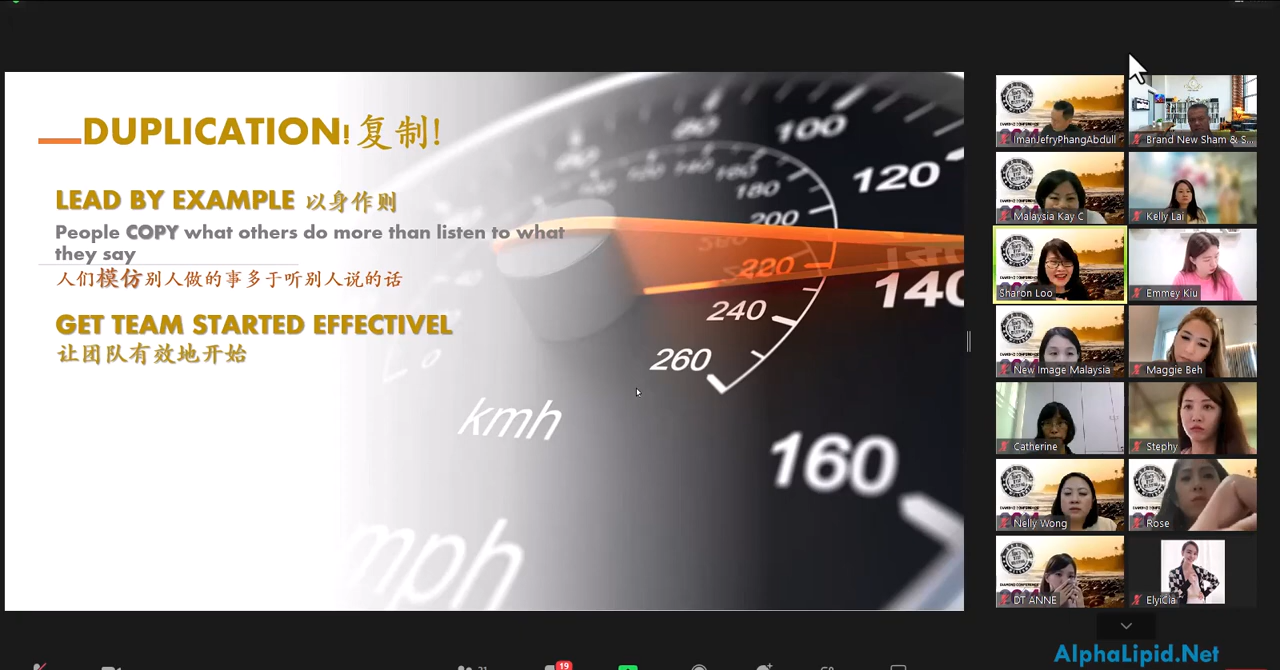 DUPLICATION! 复制!
LEAD BY EXAMPLE 以身作则
People COPY what others do more than listen to what
they say
人们模仿别人做的事多于听别人说的话
GET TEAM STARTED EFFECTIVEL
让团队有效地开始
80
100
120
140
160
180
200
220
240
260
kmh
mph
ImanJefryPhangAbdull
Brand New Sham & S...
Malaysia Kay C
Kelly Lai
Sharon Loo
Emmey Kiu
New Image Malaysia
Maggie Beh
Catherine
Stephy
Nelly Wong
Rose
DT ANNE
ElyiCia
19
AlphaLipid.Net